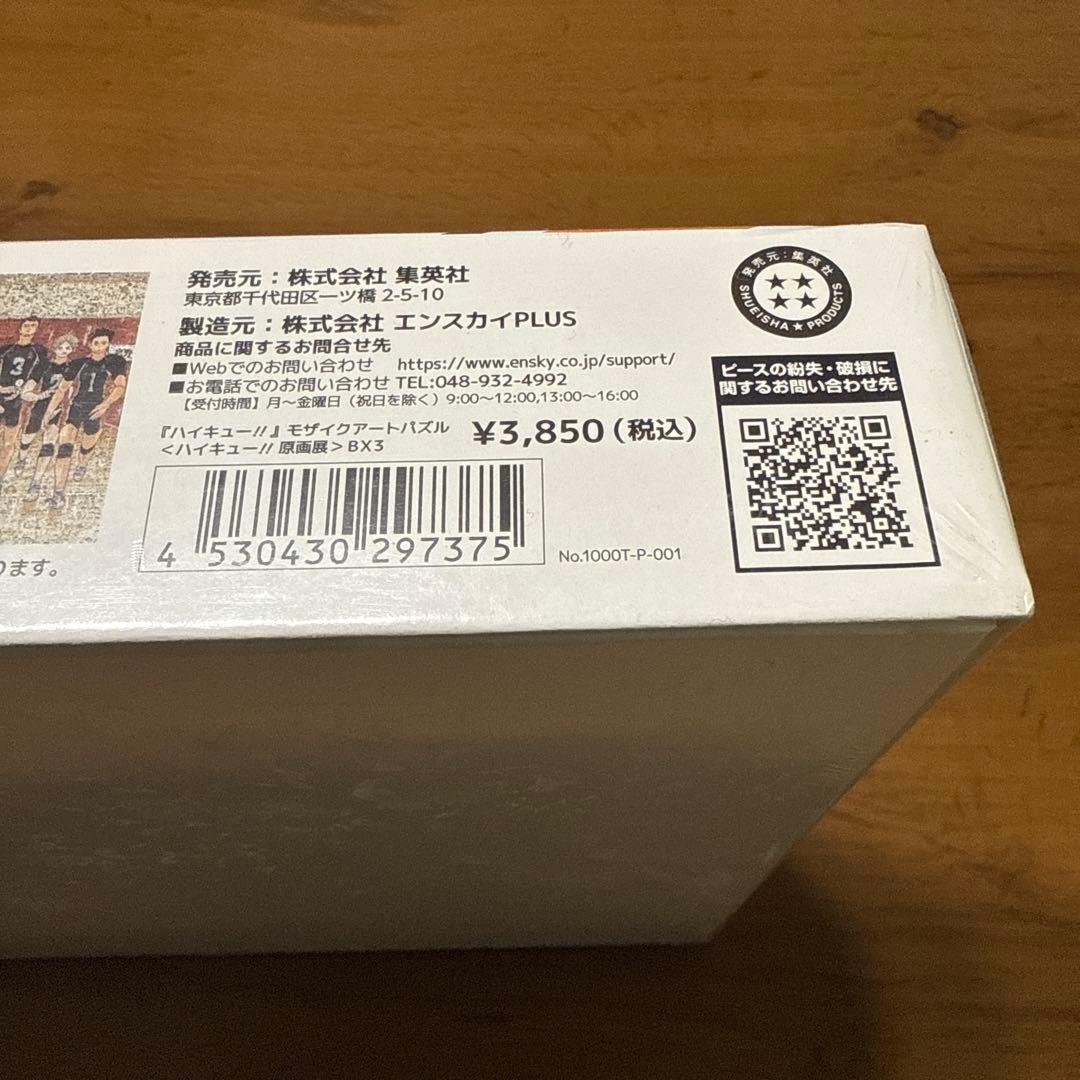 発売元：株式会社 集英社
東京都千代田区一ツ橋 2-5-10
製造元：株式会社 エンスカイPLUS
商品に関するお問合せ先
■Webでのお問い合わせ https://www.ensky.co.jp/support/
■お電話でのお問い合わせ TEL:048-932-4992
【受付時間】月～金曜日（祝日を除く）9:00～12:00,13:00～16:00
『ハイキュー!!』モザイクアートパズル
＜ハイキュー!! 原画展＞BX3
¥3,850（税込）
4 530430 297375
No.1000T-P-001
ります。
発売元：集英社
SHUEISHA★PRODUCTS
ピースの紛失・破損に
関するお問い合わせ先
3
2
1